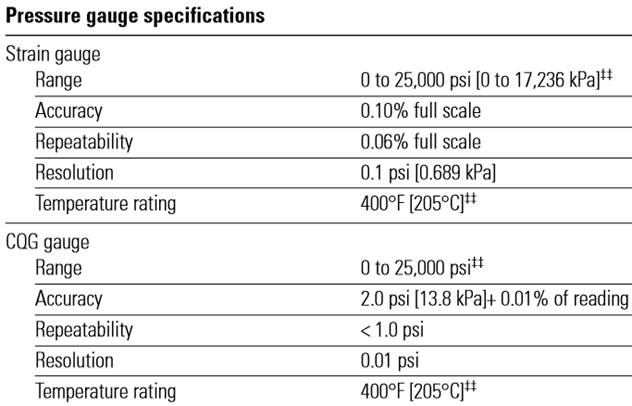 Pressure gauge specifications
Strain gauge
Range 0 to 25,000 psi [0 to 17,236 kPa]‡‡
Accuracy 0.10% full scale
Repeatability 0.06% full scale
Resolution 0.1 psi [0.689 kPa]
Temperature rating 400°F [205°C]‡‡
CQG gauge
Range 0 to 25,000 psi‡‡
Accuracy 2.0 psi [13.8 kPa]+ 0.01% of reading
Repeatability < 1.0 psi
Resolution 0.01 psi
Temperature rating 400°F [205°C]‡‡